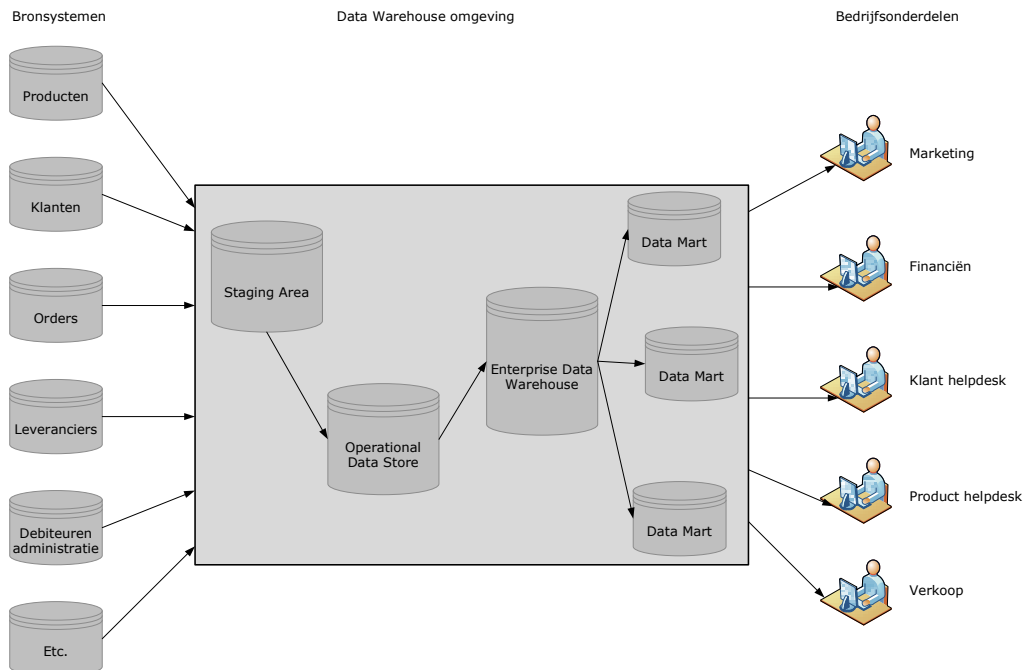 Bronsystemen
Data Warehouse omgeving
Bedrijfsonderdelen
Producten
Klanten
Orders
Leveranciers
Debiteuren
administratie
Etc.
Staging Area
Operational
Data Store
Enterprise Data
Warehouse
Data Mart
Data Mart
Data Mart
Marketing
Financiën
Klant helpdesk
Product helpdesk
Verkoop